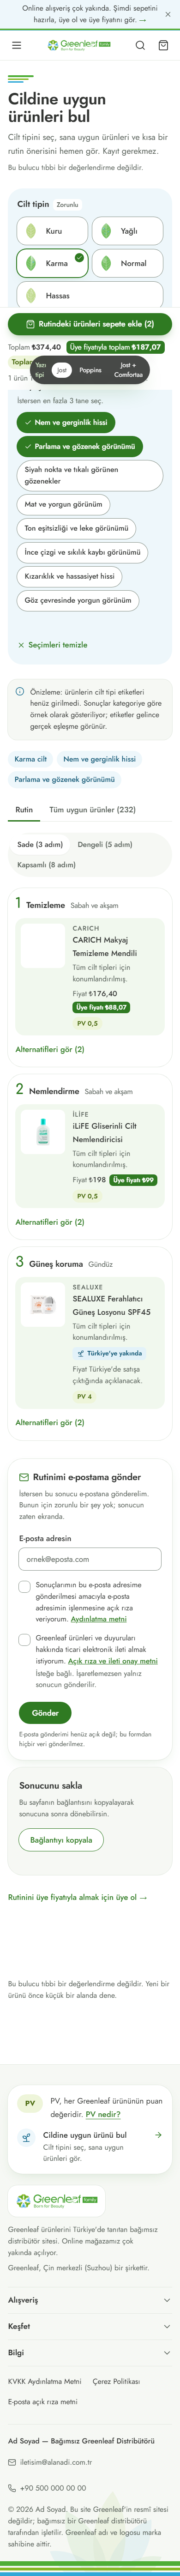 Online alışveriş çok yakında. Şimdi sepetini
hazırla, üye ol ve üye fiyatını gör. →
Greenleaf
Cildine uygun
ürünleri bul
Cilt tipini seç, sana uygun ürünleri ve kısa bir
rutin önerisini hemen gör. Kayıt gerekmez.
Bu bulucu tıbbi bir değerlendirme değildir.
Cilt tipin Zorunlu
Kuru
Yağlı
Karma
Normal
Hassas
Rutindeki ürünleri sepete ekle (2)
Toplam ₺374,40 Üye fiyatıyla toplam ₺187,07
1 ürün
Yazı
tipi
Jost
Poppins
Jost +
Comfortaa
İstersen en fazla 3 tane seç.
Nem ve gerginlik hissi
Parlama ve gözenek görünümü
Siyah nokta ve tıkalı görünen
gözenekler
Mat ve yorgun görünüm
Ton eşitsizliği ve leke görünümü
İnce çizgi ve sıkılık kaybı görünümü
Kızarıklık ve hassasiyet hissi
Göz çevresinde yorgun görünüm
Seçimleri temizle
Önizleme: ürünlerin cilt tipi etiketleri
henüz girilmedi. Sonuçlar kategoriye göre
örnek olarak gösteriliyor; etiketler gelince
gerçek eşleşme görünür.
Karma cilt
Nem ve gerginlik hissi
Parlama ve gözenek görünümü
Rutin
Tüm uygun ürünler (232)
Sade (3 adım)
Dengeli (5 adım)
Kapsamlı (8 adım)
1 Temizleme Sabah ve akşam
CARICH
CARICH Makyaj
Temizleme Mendili
Tüm cilt tipleri için
konumlandırılmış.
Fiyat ₺176,40
Üye fiyatı ₺88,07
PV 0,5
Alternatifleri gör (2)
2 Nemlendirme Sabah ve akşam
İLİFE
iLiFE Gliserinli Cilt
Nemlendiricisi
Tüm cilt tipleri için
konumlandırılmış.
Fiyat ₺198 Üye fiyatı ₺99
PV 0,5
Alternatifleri gör (2)
3 Güneş koruma Gündüz
SEALUXE
SEALUXE Ferahlatıcı
Güneş Losyonu SPF45
Tüm cilt tipleri için
konumlandırılmış.
Türkiye'ye yakında
Fiyat Türkiye'de satışa
çıktığında açıklanacak.
PV 4
Alternatifleri gör (2)
Rutinimi e-postama gönder
İstersen bu sonucu e-postana gönderelim.
Bunun için zorunlu bir şey yok; sonucun
zaten ekranda.
E-posta adresin
ornek@eposta.com
Sonuçlarımın bu e-posta adresime
gönderilmesi amacıyla e-posta
adresimin işlenmesine açık rıza
veriyorum. Aydınlatma metni
Greenleaf ürünleri ve duyuruları
hakkında ticari elektronik ileti almak
istiyorum. Açık rıza ve ileti onay metni
İsteğe bağlı. İşaretlemezsen yalnız
sonucun gönderilir.
Gönder
E-posta gönderimi henüz açık değil; bu formdan
hiçbir veri gönderilmez.
Sonucunu sakla
Bu sayfanın bağlantısını kopyalayarak
sonucuna sonra dönebilirsin.
Bağlantıyı kopyala
Rutinini üye fiyatıyla almak için üye ol →
Bu bulucu tıbbi bir değerlendirme değildir. Yeni bir
ürünü önce küçük bir alanda dene.
PV
PV, her Greenleaf ürününün puan
değeridir. PV nedir?
Cildine uygun ürünü bul
Cilt tipini seç, sana uygun
ürünleri gör.
Greenleaf
Greenleaf ürünlerini Türkiye'de tanıtan bağımsız
distribütör sitesi. Online mağazamız çok
yakında açılıyor.
Greenleaf, Çin merkezli (Suzhou) bir şirkettir.
Alışveriş
Keşfet
Bilgi
KVKK Aydınlatma Metni
Çerez Politikası
E-posta açık rıza metni
Ad Soyad — Bağımsız Greenleaf Distribütörü
iletisim@alanadi.com.tr
+90 500 000 00 00
© 2026 Ad Soyad. Bu site Greenleaf'in resmî sitesi
değildir; bağımsız bir Greenleaf distribütörü
tarafından işletilir. Greenleaf adı ve logosu marka
sahibine aittir.